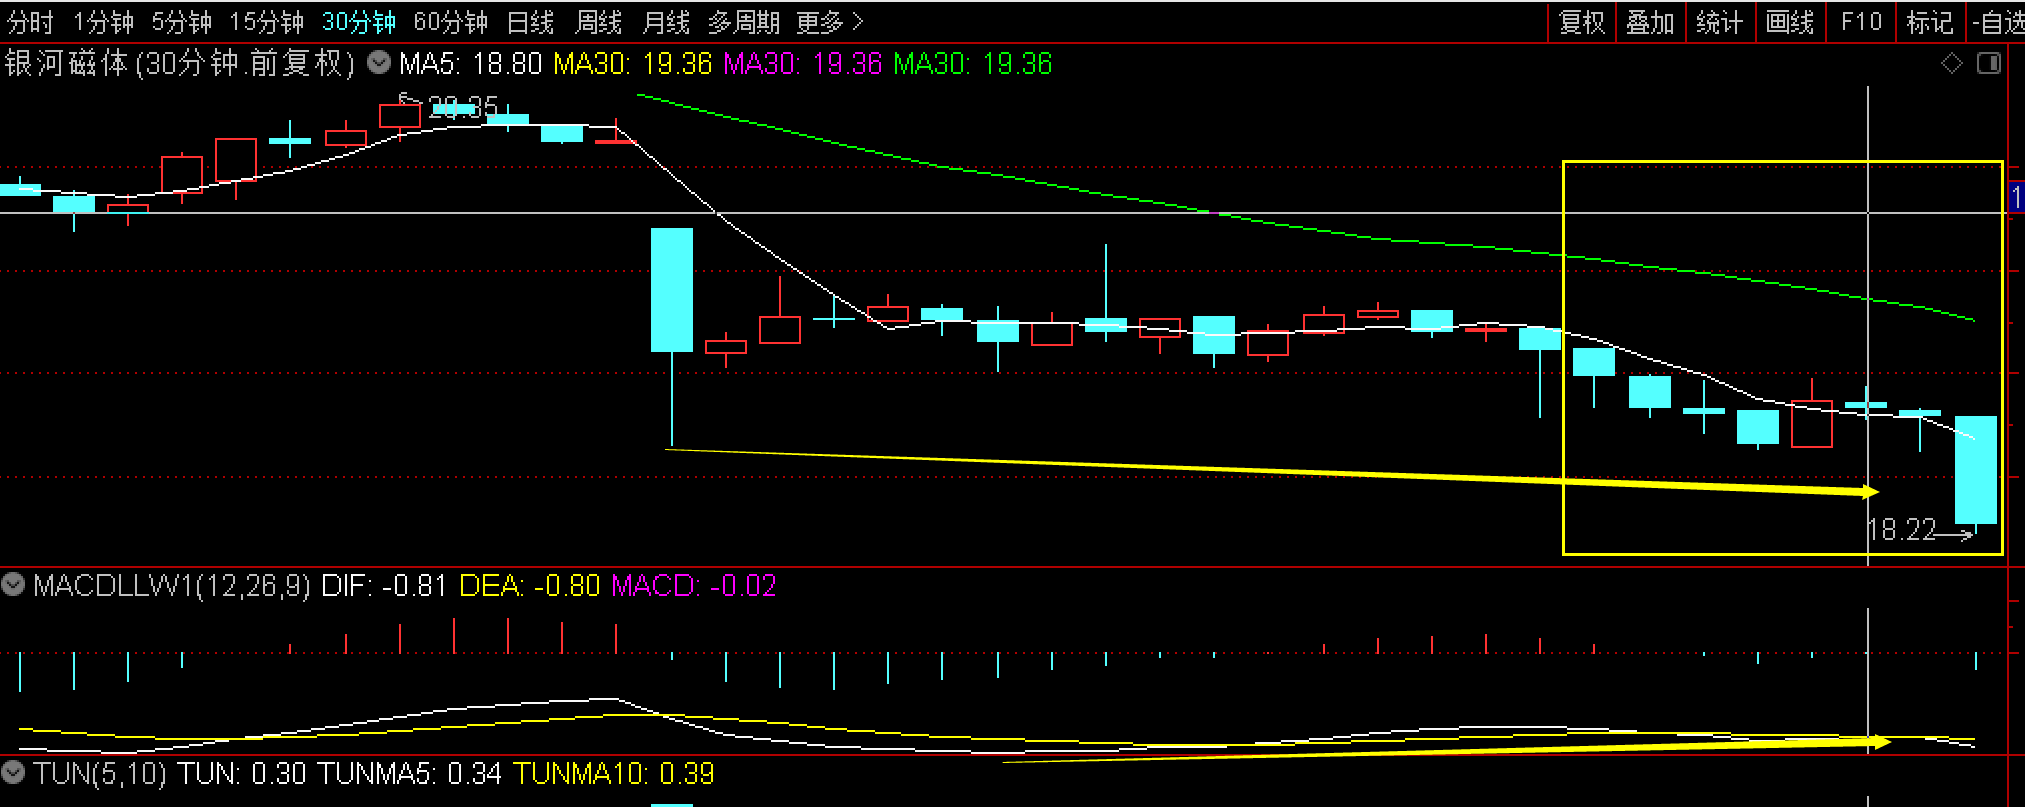 分时 1分钟 5分钟 15分钟 30分钟 60分钟 日线 周线 月线 多周期 更多 > 复权 叠加 统计 画线 F10 标记 -自选
银河磁体(30分钟.前复权) MA5: 18.80 MA30: 19.36 MA30: 19.36 MA30: 19.36
20.35
1
18.22
MACDLLW1(12,26,9) DIF: -0.81 DEA: -0.80 MACD: -0.02
TUN(5,10) TUN: 0.30 TUNMA5: 0.34 TUNMA10: 0.39